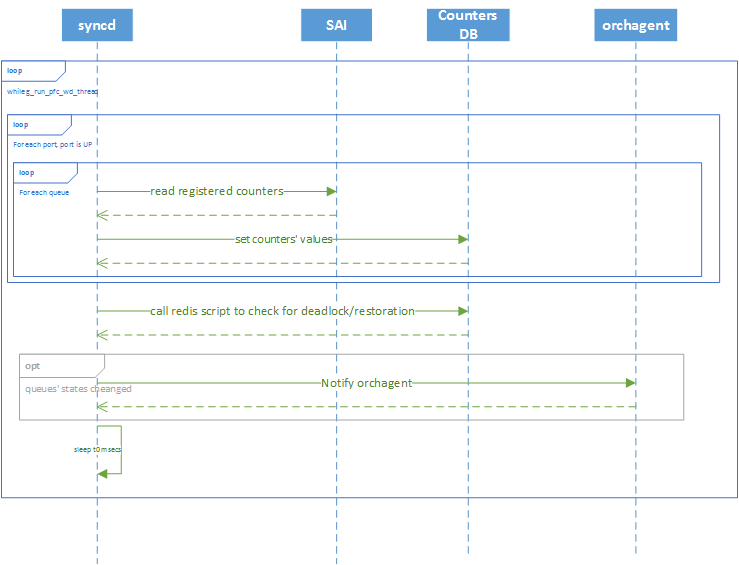 syncd
SAI
Counters
DB
orchagent
loop
while g_run_pfc_wd_thread
loop
For each port, port is UP
loop
For each queue
read registered counters
set counters' values
call redis script to check for deadlock/restoration
opt
queues' states cheanged
Notify orchagent
sleep t0 msecs